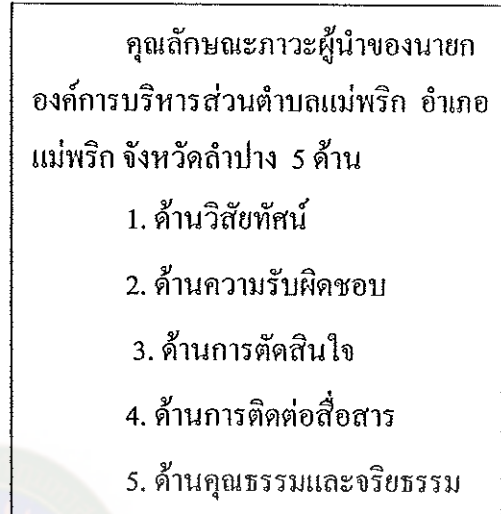 คุณลักษณะภาวะผู้นำของนายก
องค์การบริหารส่วนตำบลแม่พริก อำเภอ
แม่พริก จังหวัดลำปาง 5 ด้าน
1. ด้านวิสัยทัศน์
2. ด้านความรับผิดชอบ
3. ด้านการตัดสินใจ
4. ด้านการติดต่อสื่อสาร
5. ด้านคุณธรรมและจริยธรรม